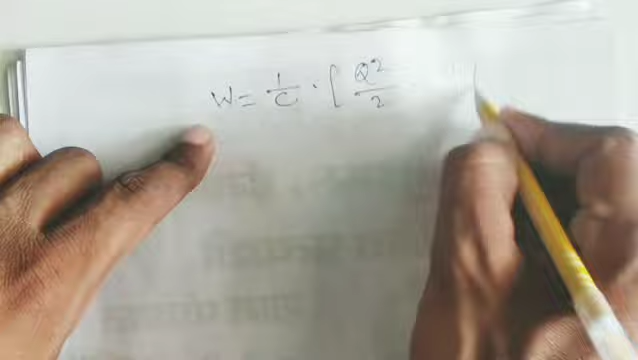 W = 1/C · [ Q²/2